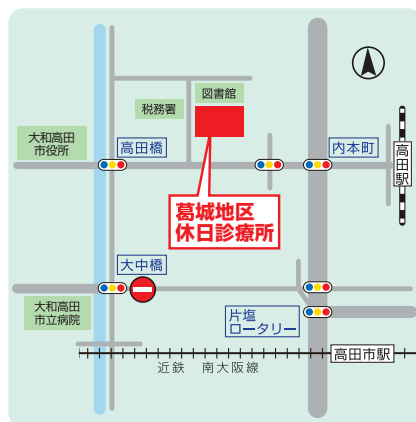 図書館
税務署
大和高田
市役所
高田橋
内本町
高田駅
葛城地区
休日診療所
大中橋
大和高田
市立病院
片塩
ロータリー
高田市駅
近鉄 南大阪線